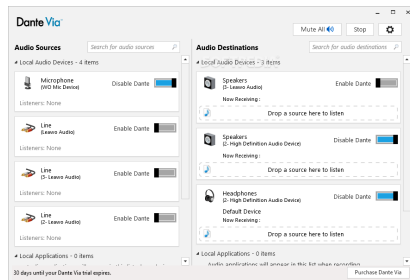 Dante Via™
Mute All
Stop
Audio Sources
Search for audio sources
Local Audio Devices - 4 items
Microphone
(WO Mic Device)
Disable Dante
Listeners: None
Line
(Leawo Audio)
Enable Dante
Listeners: None
Line
(3- Leawo Audio)
Enable Dante
Listeners: None
Line
(2- Leawo Audio)
Enable Dante
Listeners: None
Local Applications - 0 items
Audio Destinations
Search for audio destinations
Local Audio Devices - 3 items
Speakers
(3- Leawo Audio)
Enable Dante
Now Receiving :
Drop a source here to listen
Speakers
(2- High Definition Audio Device)
Disable Dante
Now Receiving :
Drop a source here to listen
Headphones
(2- High Definition Audio Device)
Disable Dante
Default Device
Now Receiving :
Drop a source here to listen
Local Applications - 0 items
Audio applications will appear in this list when recording
30 days until your Dante Via trial expires.
Purchase Dante Via